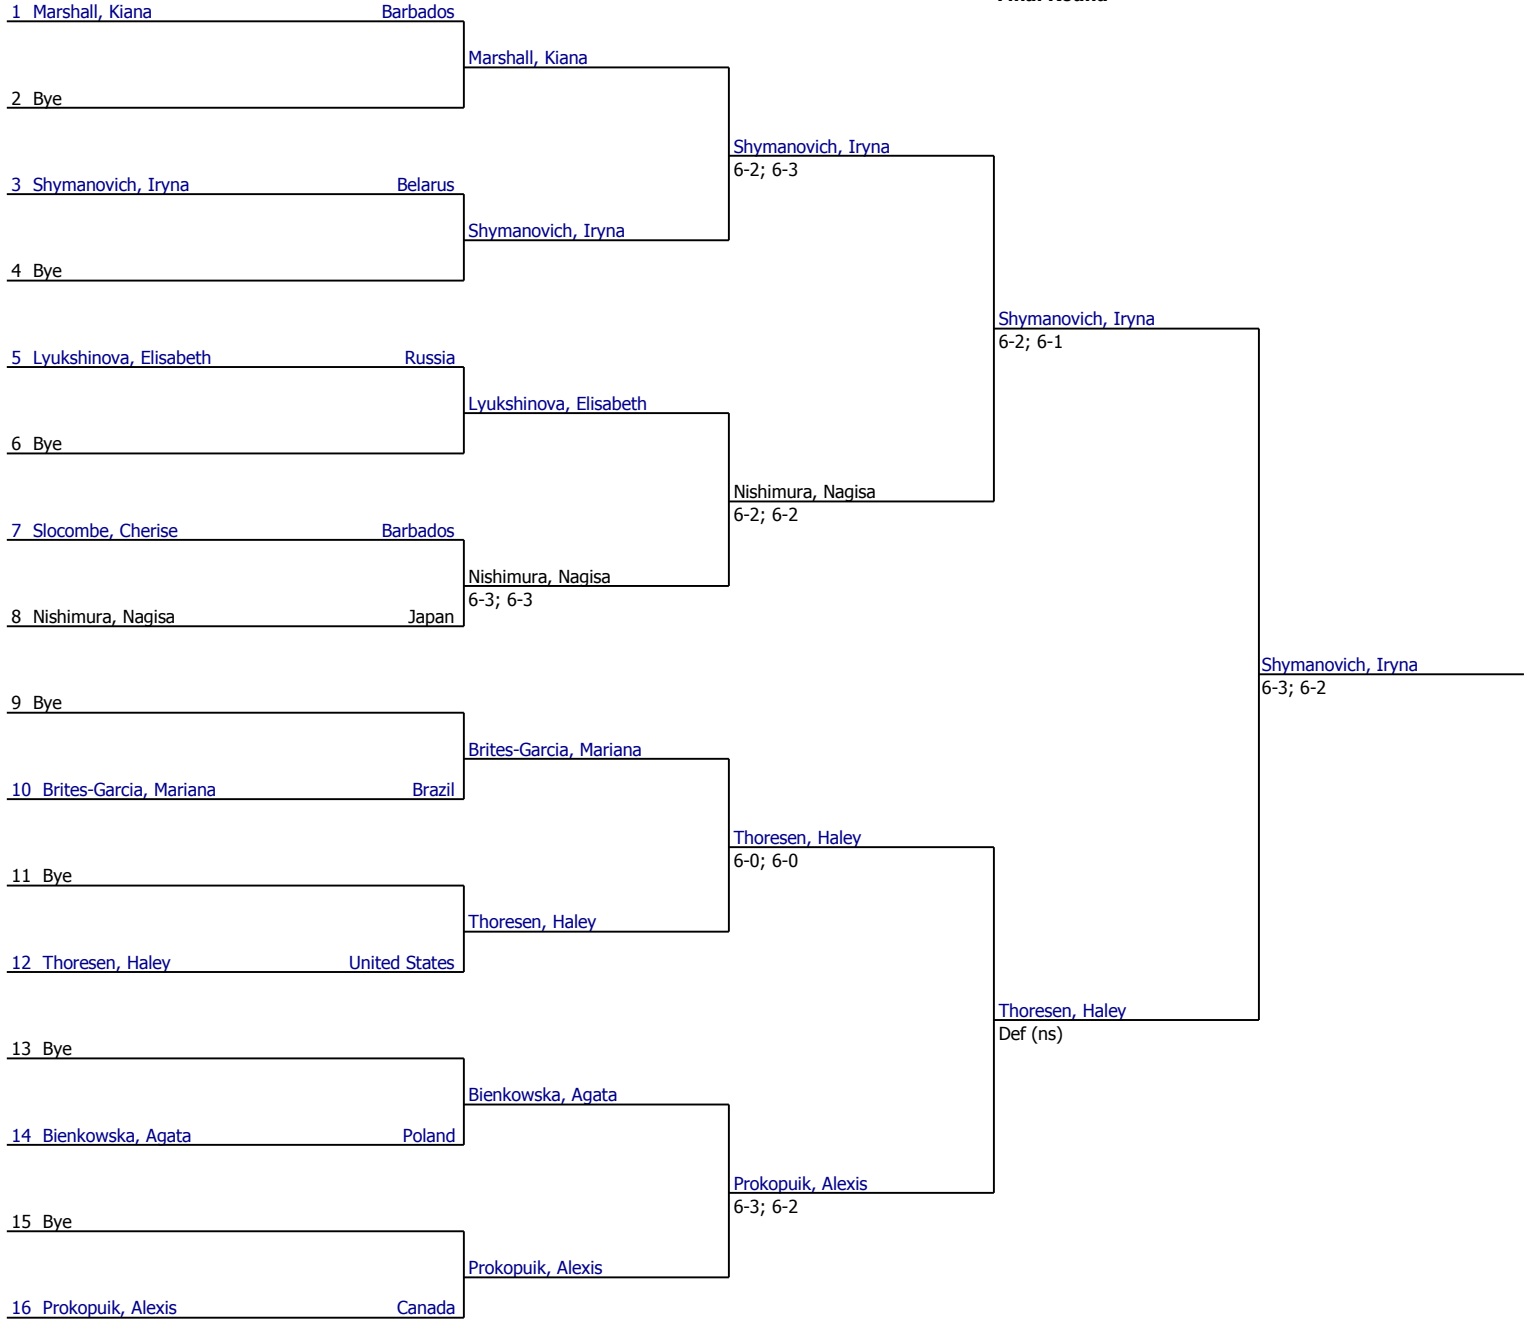 Final Round
1 Marshall, Kiana Barbados
Marshall, Kiana
2 Bye
Shymanovich, Iryna
6-2; 6-3
3 Shymanovich, Iryna Belarus
Shymanovich, Iryna
4 Bye
Shymanovich, Iryna
6-2; 6-1
5 Lyukshinova, Elisabeth Russia
Lyukshinova, Elisabeth
6 Bye
Nishimura, Nagisa
6-2; 6-2
7 Slocombe, Cherise Barbados
Nishimura, Nagisa
6-3; 6-3
8 Nishimura, Nagisa Japan
Shymanovich, Iryna
6-3; 6-2
9 Bye
Brites-Garcia, Mariana
10 Brites-Garcia, Mariana Brazil
Thoresen, Haley
6-0; 6-0
11 Bye
Thoresen, Haley
12 Thoresen, Haley United States
Thoresen, Haley
Def (ns)
13 Bye
Bienkowska, Agata
14 Bienkowska, Agata Poland
Prokopuik, Alexis
6-3; 6-2
15 Bye
Prokopuik, Alexis
16 Prokopuik, Alexis Canada